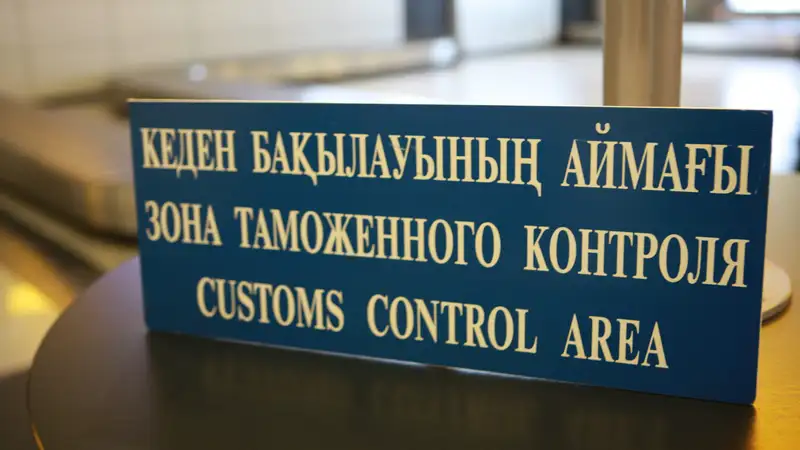 КЕДЕН БАҚЫЛАУЫНЫҢ АЙМАҒЫ
ЗОНА ТАМОЖЕННОГО КОНТРОЛЯ
CUSTOMS CONTROL AREA